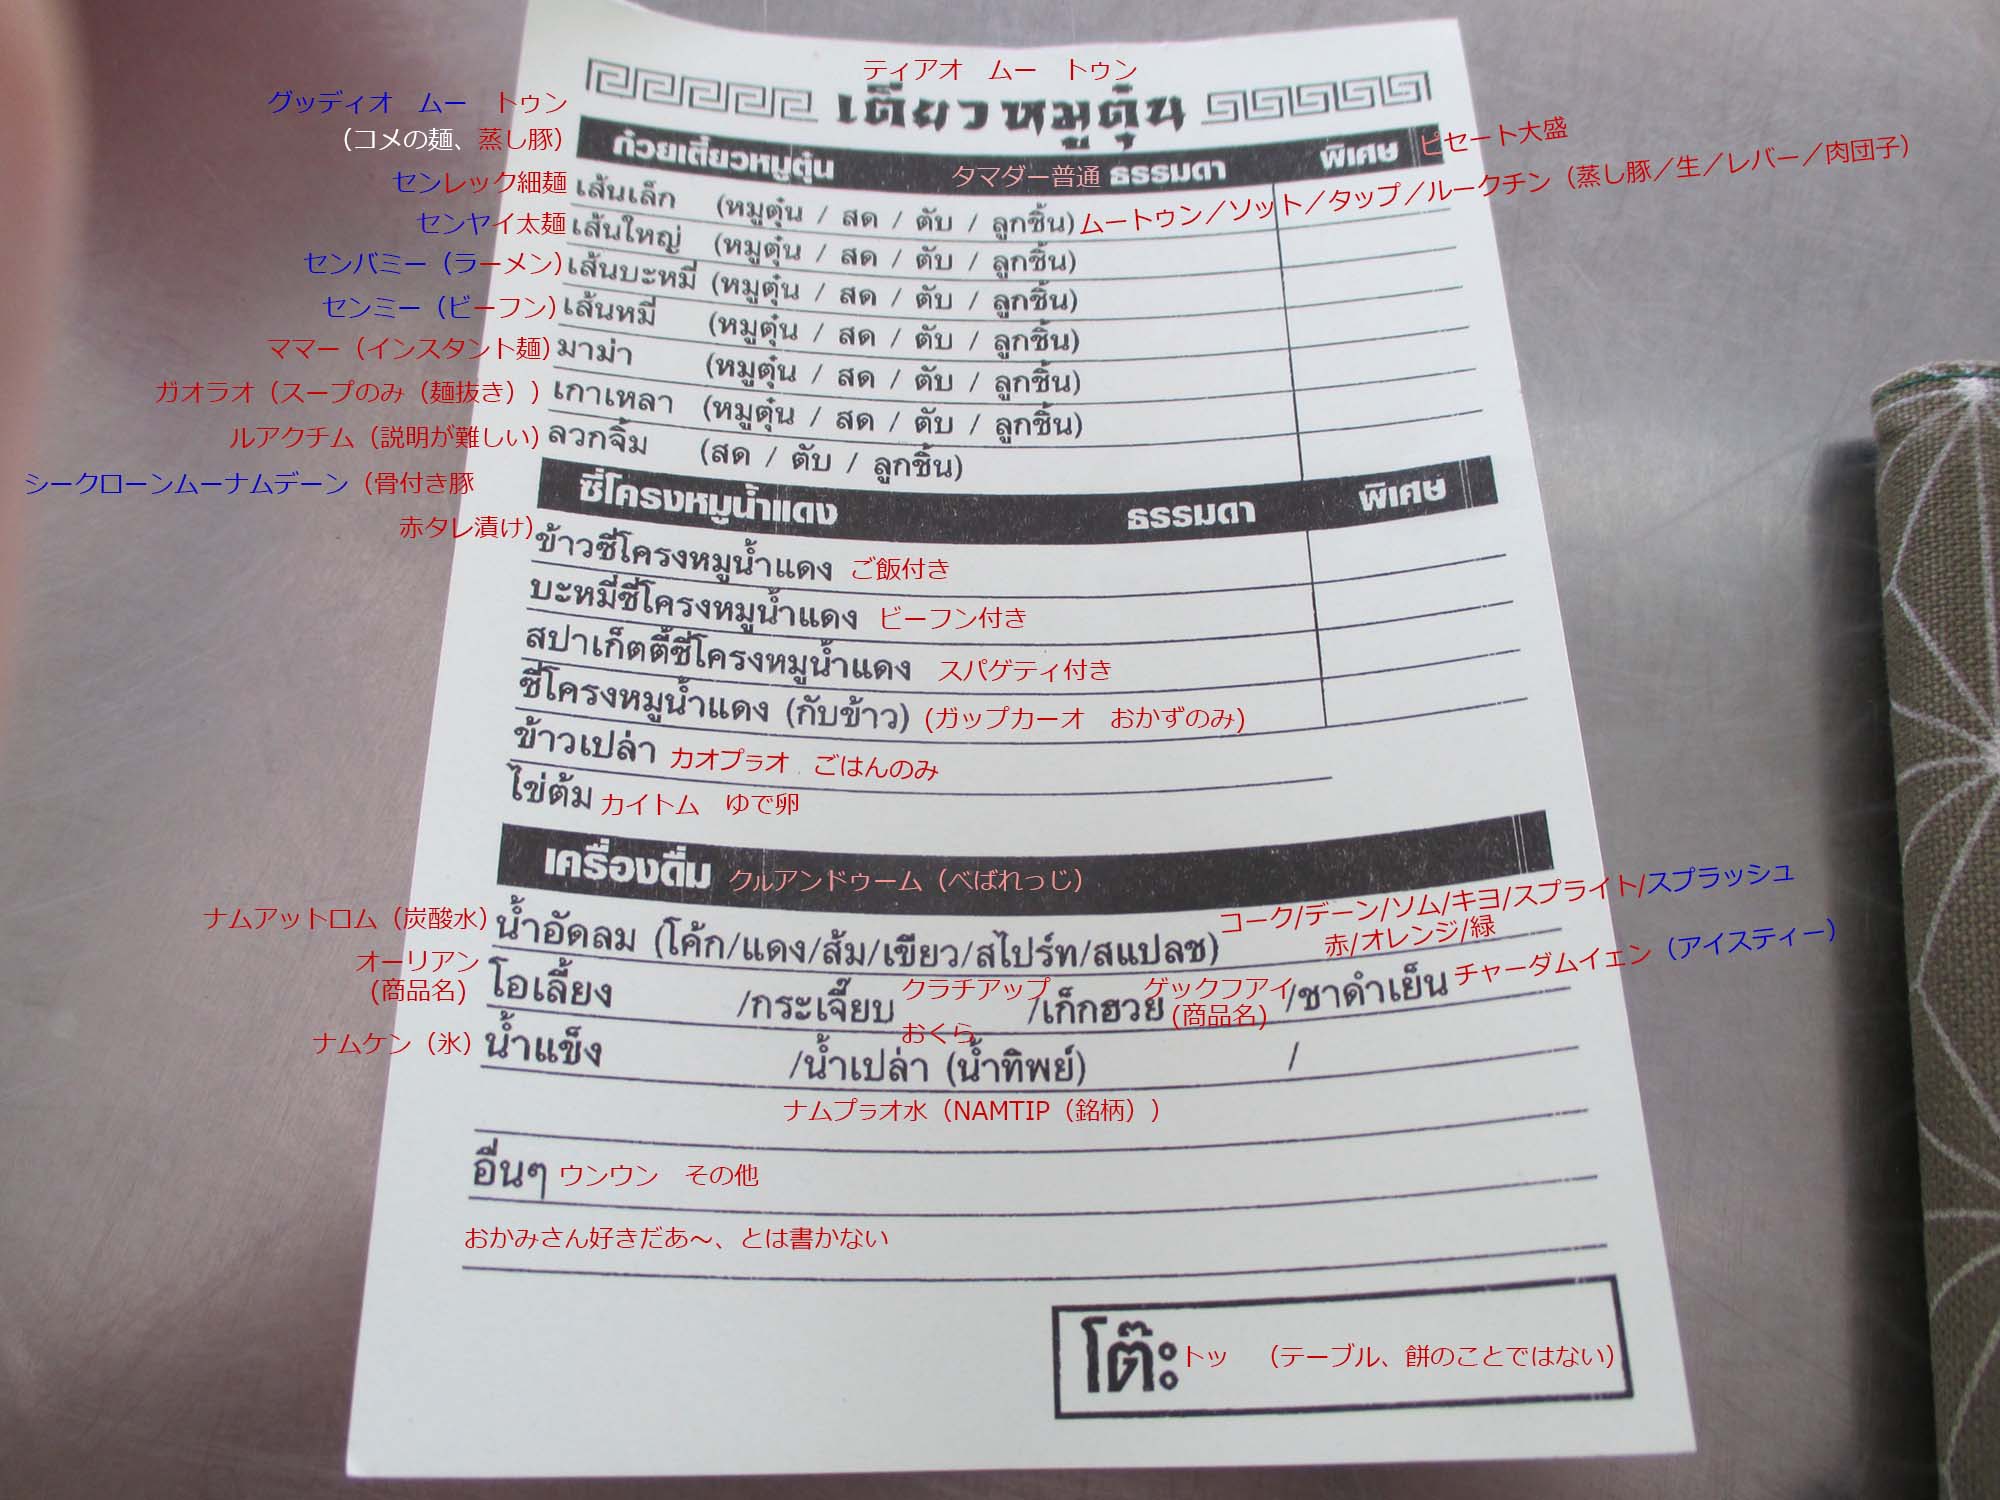 ティアオ　ムー　トゥン
เตี๋ยวหมูตุ๋น
グッディオ　ムー　トゥン
（コメの麺、蒸し豚）
ก๋วยเตี๋ยวหมูตุ๋น タマダー普通 ธรรมดา พิเศษ ピセート大盛
センレック細麺 เส้นเล็ก (หมูตุ๋น / สด / ตับ / ลูกชิ้น) ムートゥン／ソット／タップ／ルークチン（蒸し豚／生／レバー／肉団子）
センヤイ太麺 เส้นใหญ่ (หมูตุ๋น / สด / ตับ / ลูกชิ้น)
センバミー（ラーメン） เส้นบะหมี่ (หมูตุ๋น / สด / ตับ / ลูกชิ้น)
センミー（ビーフン） เส้นหมี่ (หมูตุ๋น / สด / ตับ / ลูกชิ้น)
ママー（インスタント麺） มาม่า (หมูตุ๋น / สด / ตับ / ลูกชิ้น)
ガオラオ（スープのみ（麺抜き）） เกาเหลา (หมูตุ๋น / สด / ตับ / ลูกชิ้น)
ルアクチム（説明が難しい） ลวกจิ้ม (สด / ตับ / ลูกชิ้น)
シークローンムーナムデーン（骨付き豚
赤タレ漬け）
ซี่โครงหมูน้ำแดง ธรรมดา พิเศษ
ข้าวซี่โครงหมูน้ำแดง ご飯付き
บะหมี่ซี่โครงหมูน้ำแดง ビーフン付き
สปาเก็ตตี้ซี่โครงหมูน้ำแดง スパゲティ付き
ซี่โครงหมูน้ำแดง (กับข้าว) (ガップカーオ　おかずのみ)
ข้าวเปล่า カオプラオ　ごはんのみ
ไข่ต้ม カイトム　ゆで卵
เครื่องดื่ม クルアンドゥーム（べばれっじ）
ナムアットロム（炭酸水） น้ำอัดลม (โค้ก/แดง/ส้ม/เขียว/สไปร์ท/สแปลช) コーク/デーン/ソム/キヨ/スプライト/スプラッシュ
赤/オレンジ/緑
オーリアン
(商品名)
โอเลี้ยง /กระเจี๊ยบ クラチアップ /เก็กฮวย ゲックフアイ /ชาดำเย็น チャーダムイェン（アイスティー）
おくら (商品名)
ナムケン（氷） น้ำแข็ง /น้ำเปล่า (น้ำทิพย์) /
ナムプラオ水（NAMTIP（銘柄））
อื่นๆ ウンウン　その他
おかみさん好きだあ～、とは書かない
โต๊ะ トッ　（テーブル、餅のことではない）